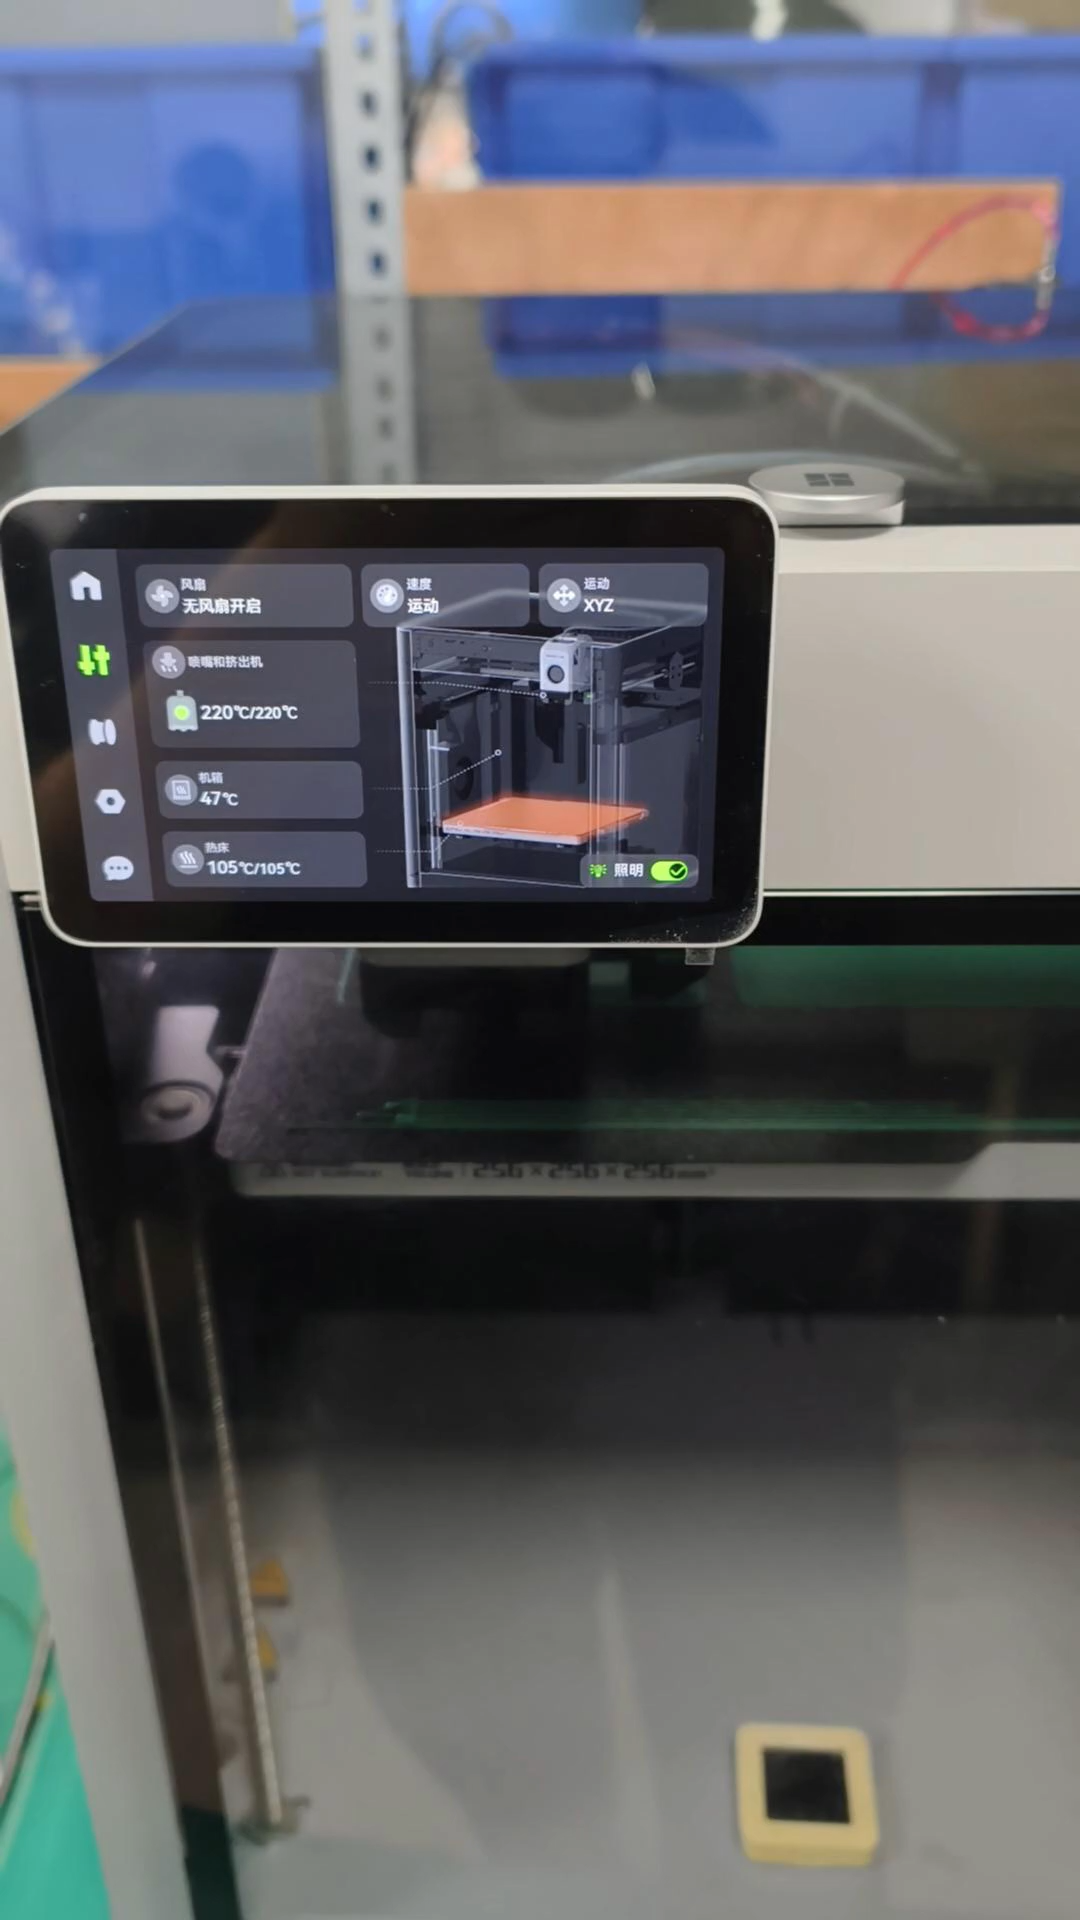 风扇
无风扇开启
速度
运动
运动
XYZ
喷嘴和挤出机
220℃/220℃
机箱
47℃
热床
105℃/105℃
照明
256 × 256 × 256